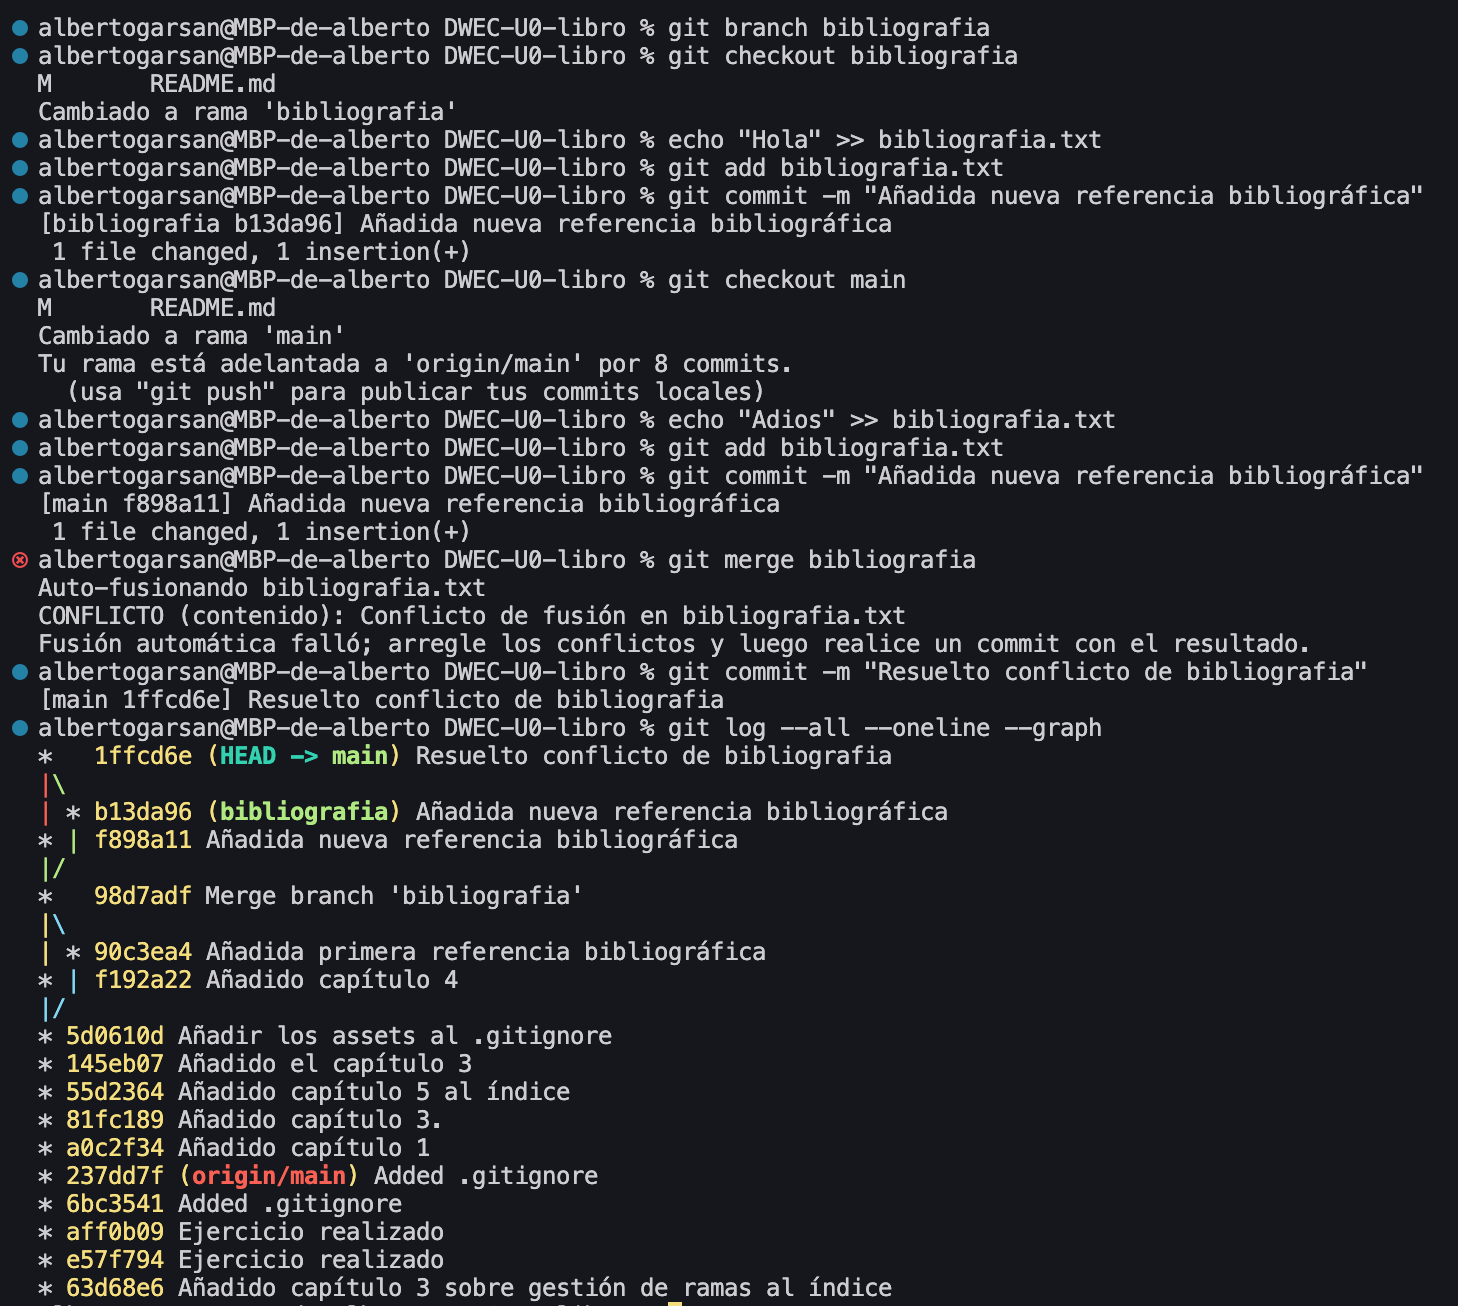 albertogarsan@MBP-de-alberto DWEC-U0-libro % git branch bibliografia
albertogarsan@MBP-de-alberto DWEC-U0-libro % git checkout bibliografia
M       README.md
Cambiado a rama 'bibliografia'
albertogarsan@MBP-de-alberto DWEC-U0-libro % echo "Hola" >> bibliografia.txt
albertogarsan@MBP-de-alberto DWEC-U0-libro % git add bibliografia.txt
albertogarsan@MBP-de-alberto DWEC-U0-libro % git commit -m "Añadida nueva referencia bibliográfica"
[bibliografia b13da96] Añadida nueva referencia bibliográfica
 1 file changed, 1 insertion(+)
albertogarsan@MBP-de-alberto DWEC-U0-libro % git checkout main
M       README.md
Cambiado a rama 'main'
Tu rama está adelantada a 'origin/main' por 8 commits.
  (usa "git push" para publicar tus commits locales)
albertogarsan@MBP-de-alberto DWEC-U0-libro % echo "Adios" >> bibliografia.txt
albertogarsan@MBP-de-alberto DWEC-U0-libro % git add bibliografia.txt
albertogarsan@MBP-de-alberto DWEC-U0-libro % git commit -m "Añadida nueva referencia bibliográfica"
[main f898a11] Añadida nueva referencia bibliográfica
 1 file changed, 1 insertion(+)
albertogarsan@MBP-de-alberto DWEC-U0-libro % git merge bibliografia
Auto-fusionando bibliografia.txt
CONFLICTO (contenido): Conflicto de fusión en bibliografia.txt
Fusión automática falló; arregle los conflictos y luego realice un commit con el resultado.
albertogarsan@MBP-de-alberto DWEC-U0-libro % git commit -m "Resuelto conflicto de bibliografia"
[main 1ffcd6e] Resuelto conflicto de bibliografia
albertogarsan@MBP-de-alberto DWEC-U0-libro % git log --all --oneline --graph
*   1ffcd6e (HEAD -> main) Resuelto conflicto de bibliografia
|\
| * b13da96 (bibliografia) Añadida nueva referencia bibliográfica
* | f898a11 Añadida nueva referencia bibliográfica
|/
*   98d7adf Merge branch 'bibliografia'
|\
| * 90c3ea4 Añadida primera referencia bibliográfica
* | f192a22 Añadido capítulo 4
|/
* 5d0610d Añadir los assets al .gitignore
* 145eb07 Añadido el capítulo 3
* 55d2364 Añadido capítulo 5 al índice
* 81fc189 Añadido capítulo 3.
* a0c2f34 Añadido capítulo 1
* 237dd7f (origin/main) Added .gitignore
* 6bc3541 Added .gitignore
* aff0b09 Ejercicio realizado
* e57f794 Ejercicio realizado
* 63d68e6 Añadido capítulo 3 sobre gestión de ramas al índice